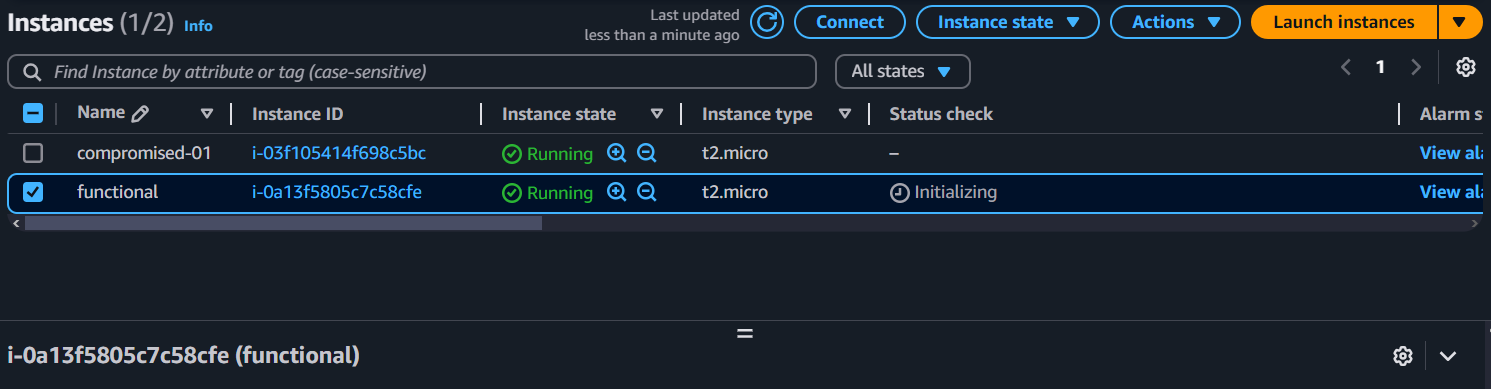 Instances (1/2) Info
Last updated
less than a minute ago
Connect
Instance state
Actions
Launch instances
Find Instance by attribute or tag (case-sensitive)
All states
1
Name Instance ID Instance state Instance type Status check Alarm s
compromised-01 i-03f105414f698c5bc Running t2.micro – View ala
functional i-0a13f5805c7c58cfe Running t2.micro Initializing View ala
i-0a13f5805c7c58cfe (functional)